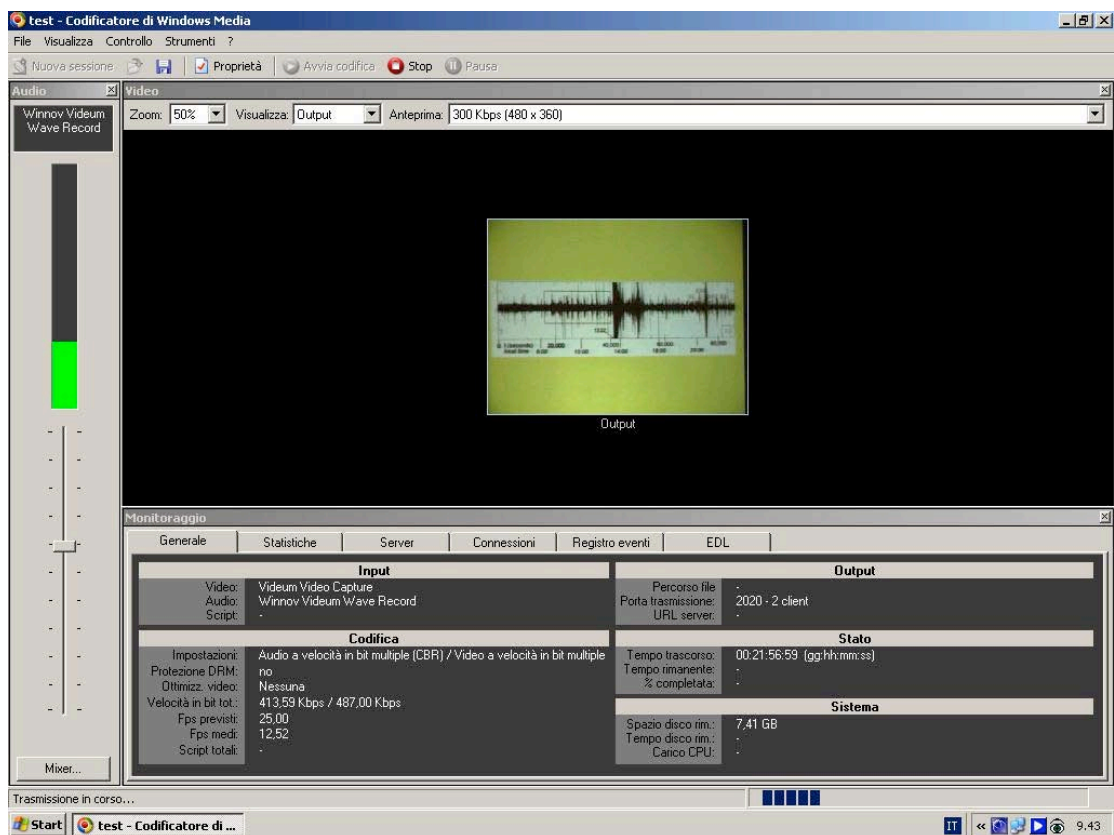 test - Codificatore di Windows Media
File Visualizza Controllo Strumenti ?
Nuova sessione Proprietà Avvia codifica Stop Pausa
Audio
Winnov Videum
Wave Record
Mixer...
Video
Zoom: 50% Visualizza: Output Anteprima: 300 Kbps (480 x 360)
20,000
14:00
Output
Monitoraggio
Generale Statistiche Server Connessioni Registro eventi EDL
Input
Video: Videum Video Capture
Audio: Winnov Videum Wave Record
Script: -
Codifica
Impostazioni: Audio a velocità in bit multiple (CBR) / Video a velocità in bit multiple
Protezione DRM: no
Ottimizz. video: Nessuna
Velocità in bit tot.: 413,59 Kbps / 487,00 Kbps
Fps previsti: 25,00
Fps medi: 12,52
Script totali: -
Output
Percorso file -
Porta trasmissione: 2020 - 2 client
URL server: -
Stato
Tempo trascorso: 00:21:56:59 (gg:hh:mm:ss)
Tempo rimanente: -
% completata: -
Sistema
Spazio disco rim.: 7,41 GB
Tempo disco rim.: -
Carico CPU: -
Trasmissione in corso...
Start test - Codificatore di ... IT « 9.43